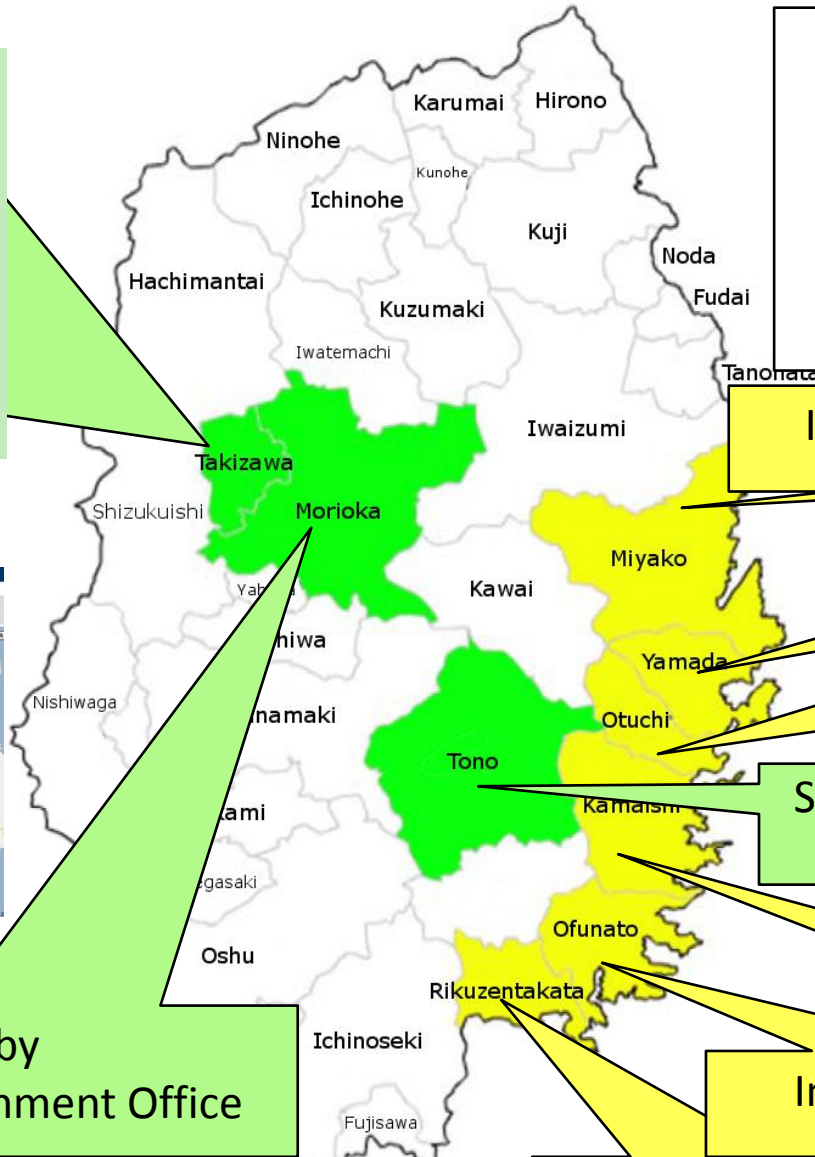 Karumai
Hirono
Ninohe
Kunohe
Ichinohe
Kuji
Noda
Hachimantai
Fudai
Kuzumaki
Iwatemachi
Tanohata
Iwaizumi
Takizawa
Shizukuishi
Morioka
Miyako
Kawai
Yamada
Nishiwaga
Otuchi
Tono
Kamaishi
S
Oshu
Ofunato
Rikuzentakata
Ichinoseki
by
nment Office
In
Fujisawa